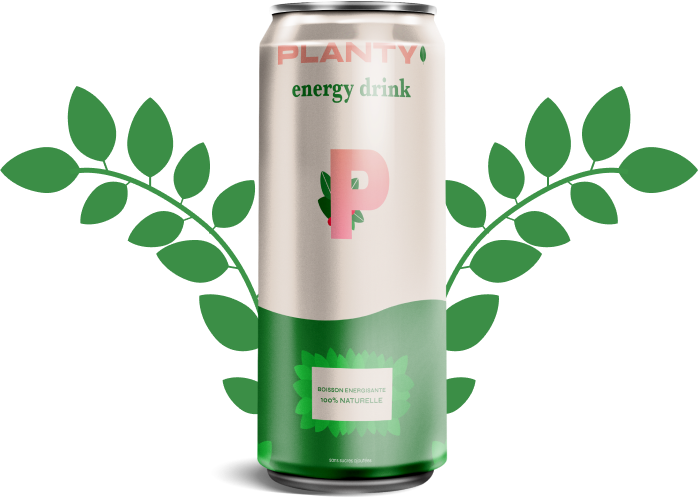 PLANTY
energy drink
P
BOISSON ENERGISANTE
100% NATURELLE